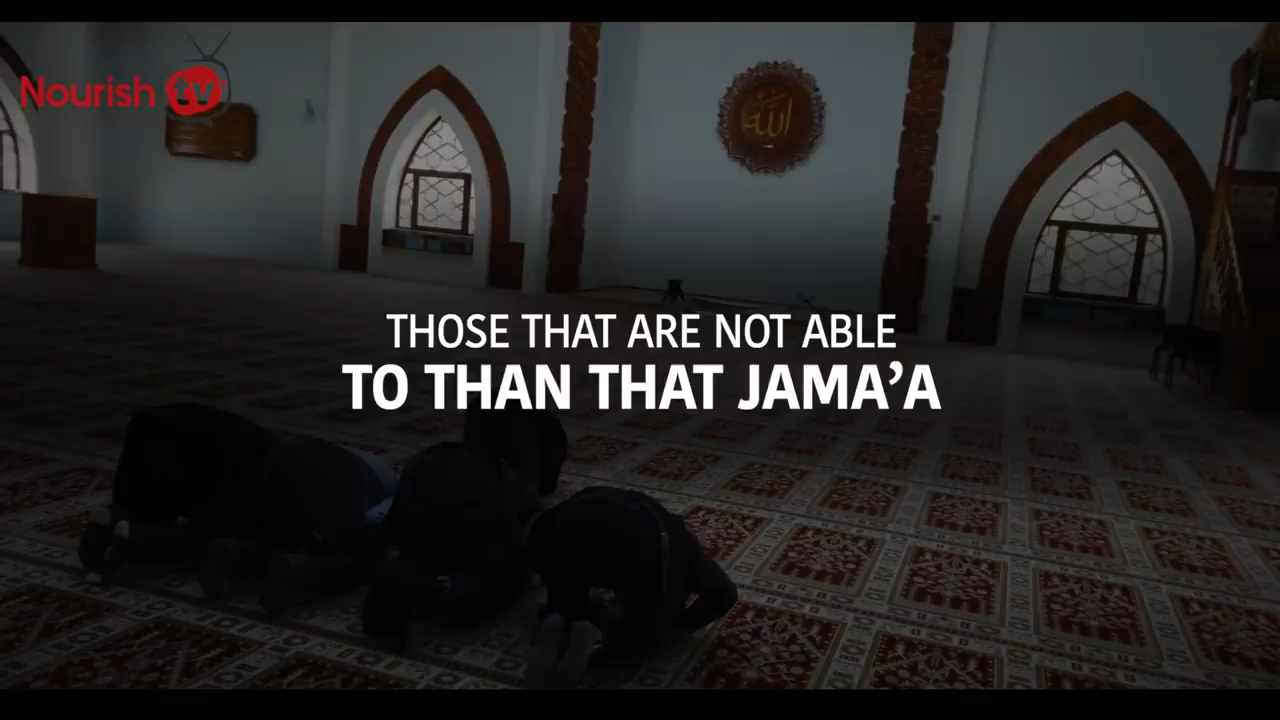 Nourish tv
الله
THOSE THAT ARE NOT ABLE
TO THAN THAT JAMA’A